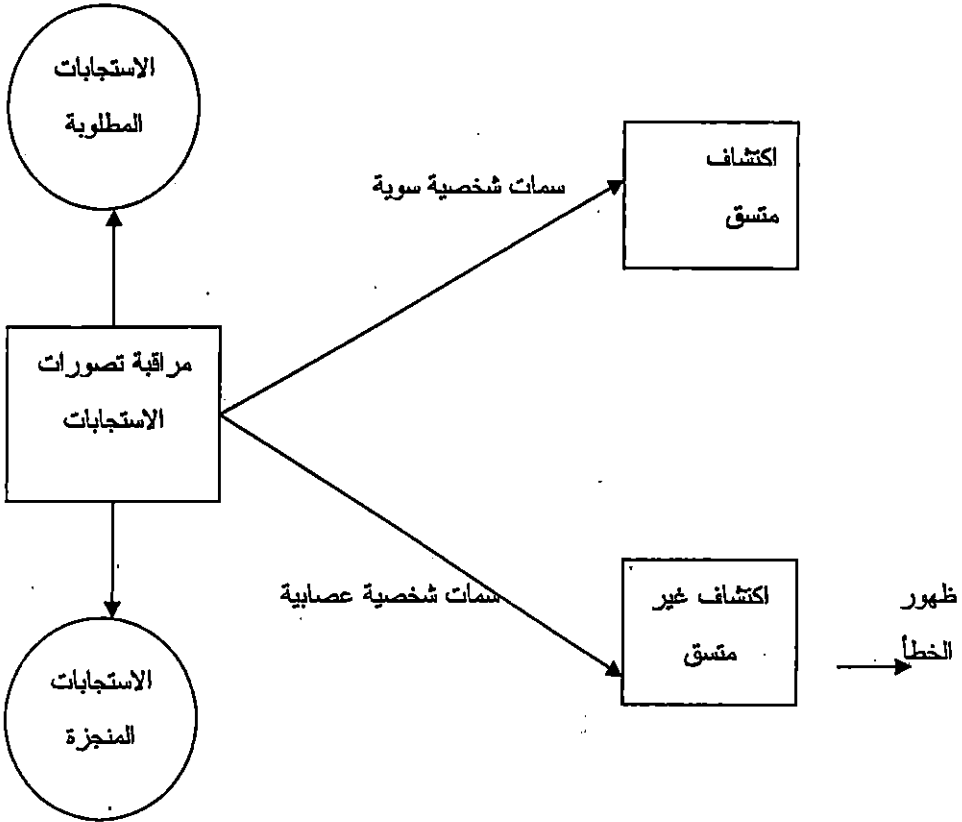 الاستجابات
المطلوبة
اكتشاف
متسق
سمات شخصية سوية
مراقبة تصورات
الاستجابات
سمات شخصية عصابية
اكتشاف غير
متسق
ظهور
الخطأ
الاستجابات
المنجزة